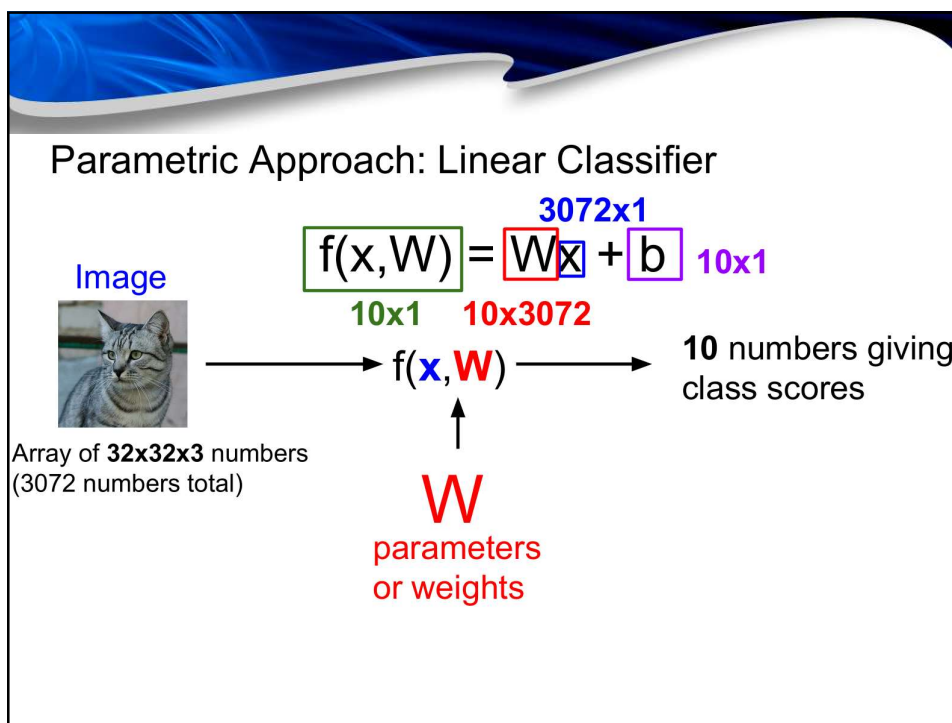 Parametric Approach: Linear Classifier
3072x1
f(x,W) = Wx + b 10x1
10x1 10x3072
Image
f(x,W)
10 numbers giving
class scores
Array of 32x32x3 numbers
(3072 numbers total)
W
parameters
or weights